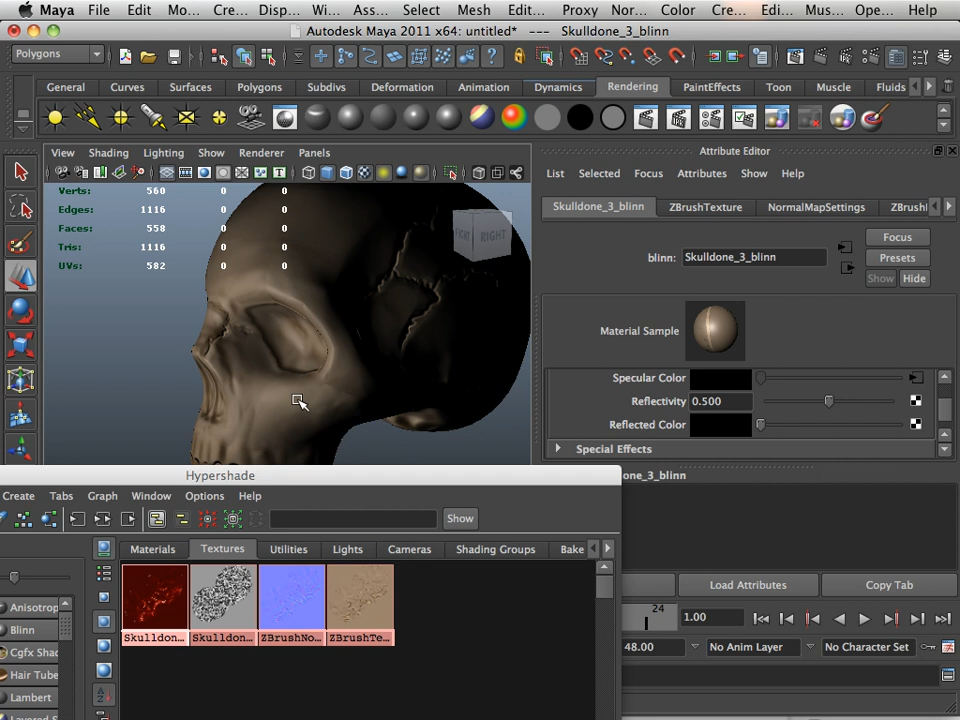 Maya File Edit Mo... Cre... Disp... Wi... Ass... Select Mesh Edit... Proxy Nor... Color Cre... Edi... Mus... Ope... Help
Autodesk Maya 2011 x64: untitled* --- Skulldone_3_blinn
Polygons
General Curves Surfaces Polygons Subdivs Deformation Animation Dynamics Rendering PaintEffects Toon Muscle Fluids
View Shading Lighting Show Renderer Panels
Verts: 560 0 0
Edges: 1116 0 0
Faces: 558 0 0
Tris: 1116 0 0
UVs: 582 0 0
RIGHT
Attribute Editor
List Selected Focus Attributes Show Help
Skulldone_3_blinn ZBrushTexture NormalMapSettings ZBrushI
blinn: Skulldone_3_blinn
Focus
Presets
Show Hide
Material Sample
Specular Color
Reflectivity 0.500
Reflected Color
Special Effects
one_3_blinn
Load Attributes Copy Tab
24
1.00
48.00 No Anim Layer No Character Set
Hypershade
Create Tabs Graph Window Options Help
Show
Materials Textures Utilities Lights Cameras Shading Groups Bake
Skulldon... Skulldon... ZBrushNo... ZBrushTe...
Anisotrop
Blinn
Cgfx Shad
Hair Tube
Lambert
Layered S